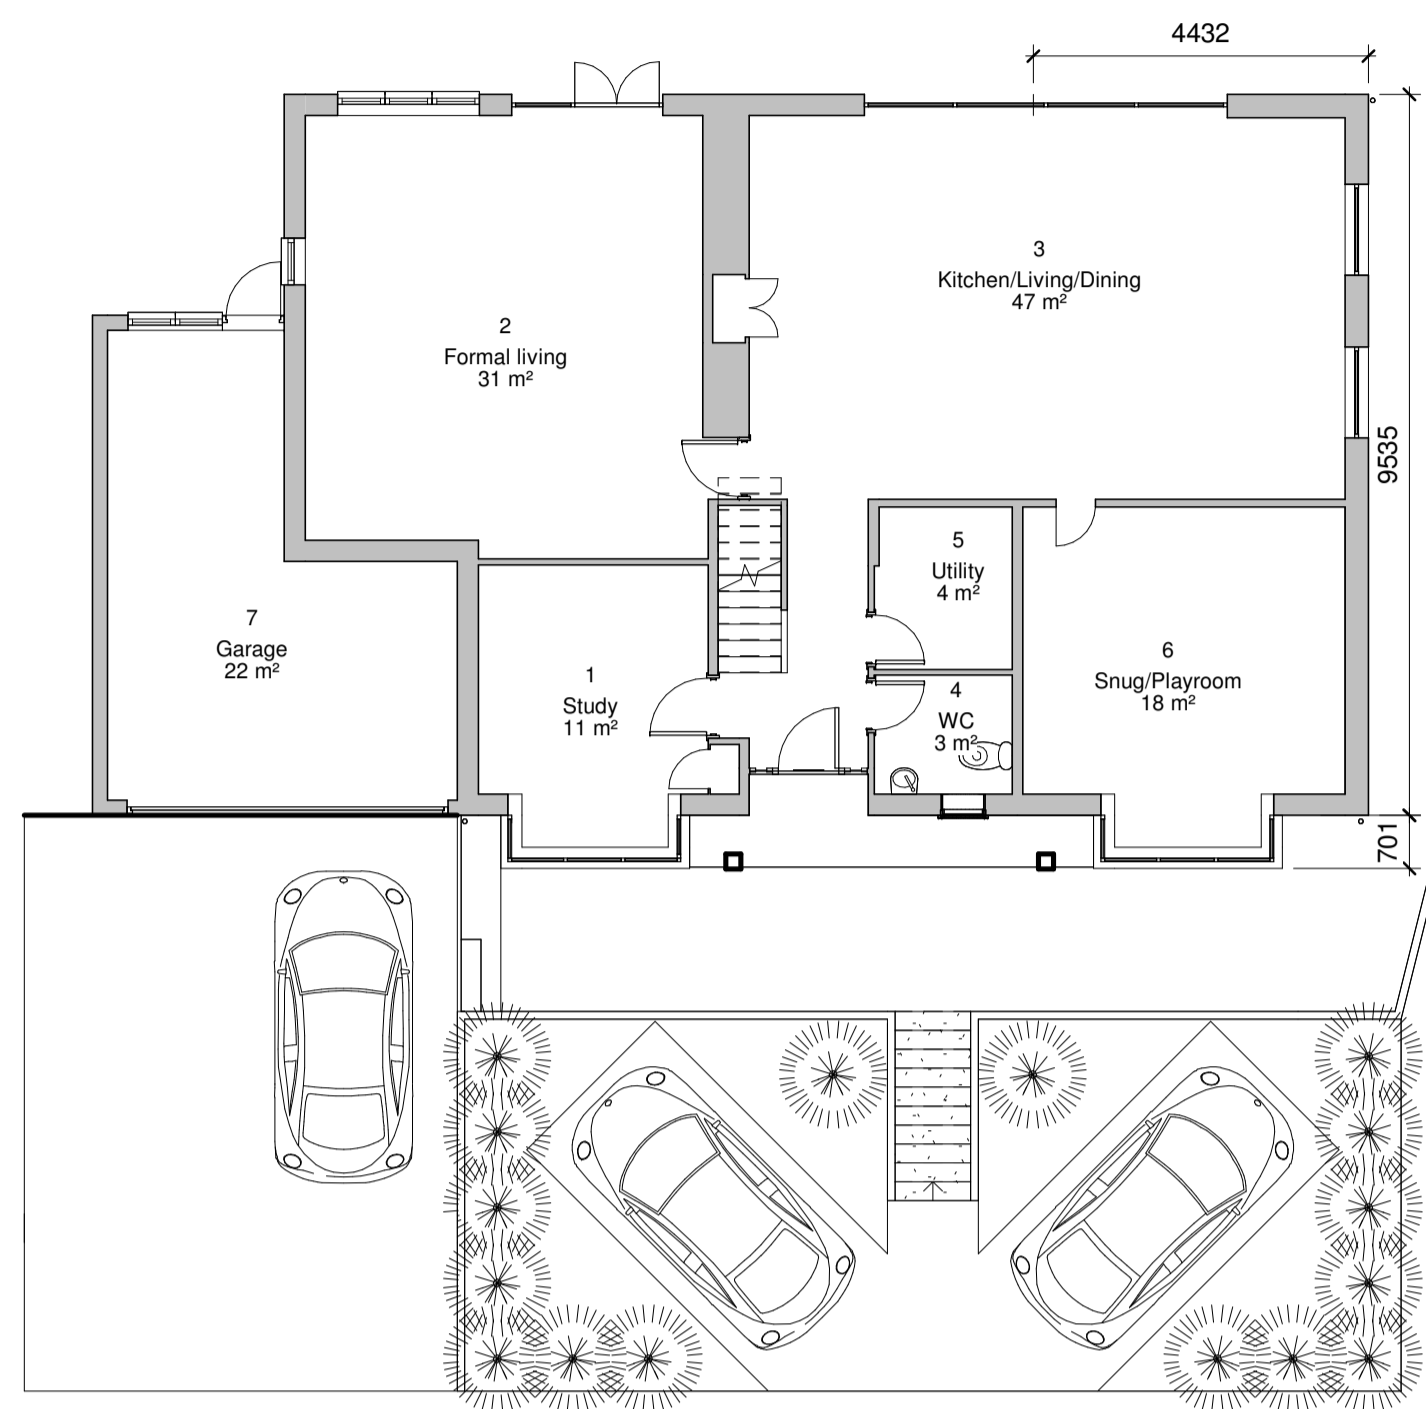 4432
3
Kitchen/Living/Dining
47 m²
2
Formal living
31 m²
9535
5
Utility
4 m²
7
Garage
22 m²
1
Study
11 m²
6
Snug/Playroom
18 m²
4
WC
3 m²
701